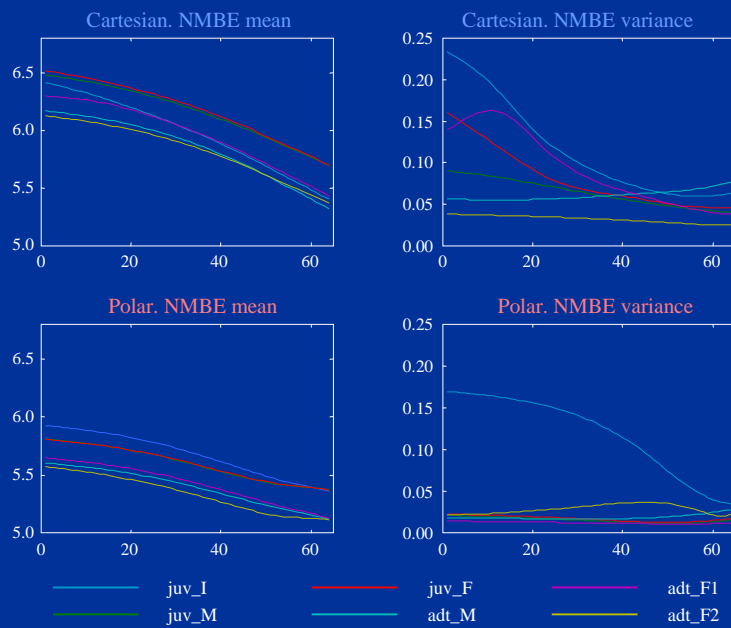 Cartesian. NMBE mean Cartesian. NMBE variance
6.5
6.0
5.5
5.0
0 20 40 60
0.25
0.20
0.15
0.10
0.05
0.00
0 20 40 60
Polar. NMBE mean Polar. NMBE variance
6.5
6.0
5.5
5.0
0 20 40 60
0.25
0.20
0.15
0.10
0.05
0.00
0 20 40 60
juv_I juv_F adt_F1
juv_M adt_M adt_F2